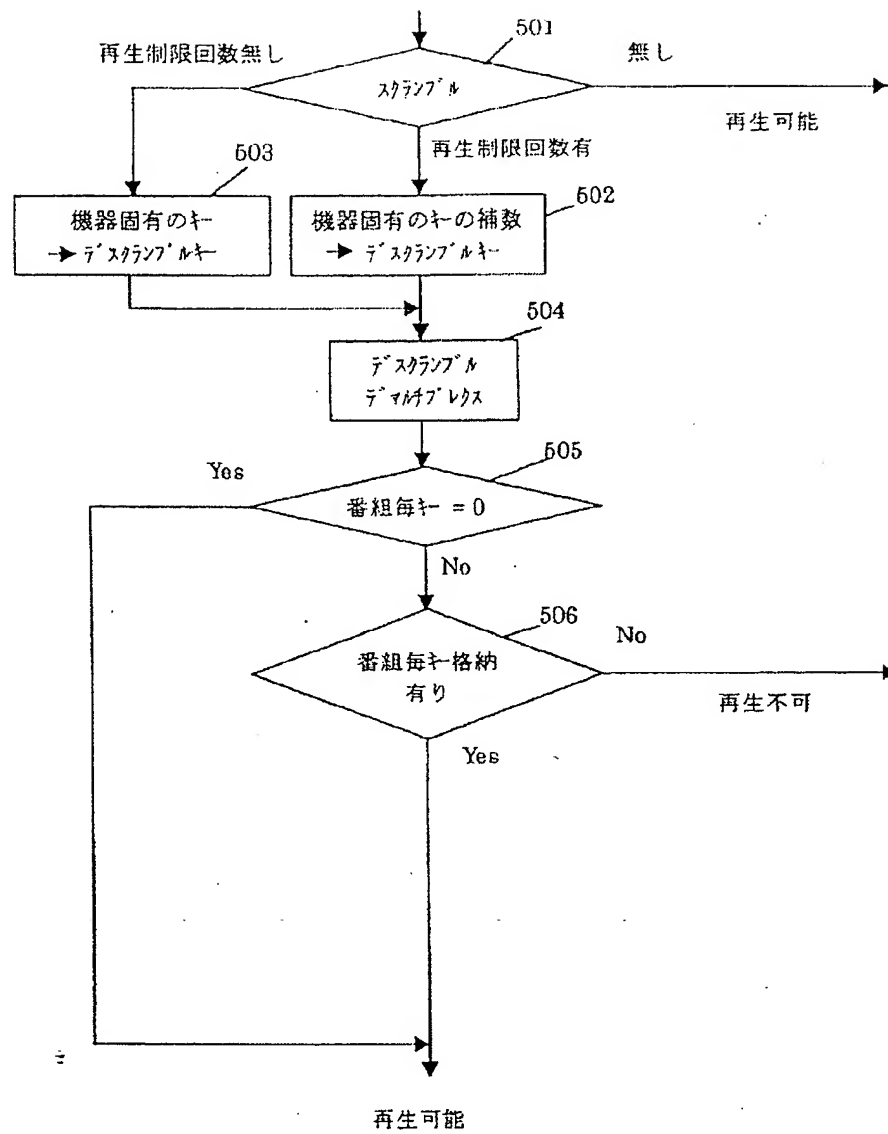 501
再生制限回数無し
無し
スクランブル
再生可能
再生制限回数有
503
502
機器固有のキー
→ デスクランブルキー
機器固有のキーの補数
→ デスクランブルキー
504
デスクランブル
デマルチプレクス
505
Yes
番組毎キー = 0
No
506
No
番組毎キー格納
有り
再生不可
Yes
再生可能